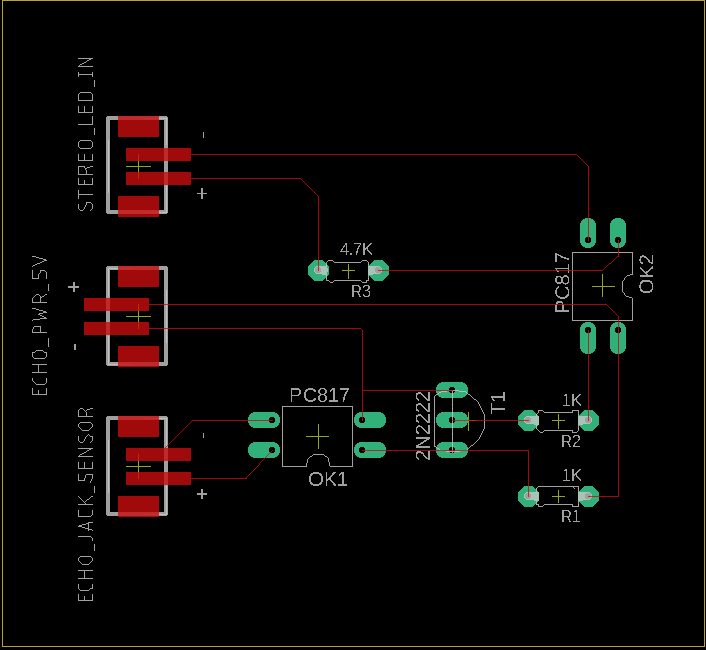 STEREO_LED_IN
-
+
4.7K
R3
PC817
OK2
ECHO_PWR_5V
+
-
PC817
OK1
2N2222
T1
1K
R2
1K
R1
ECHO_JACK_SENSOR
-
+